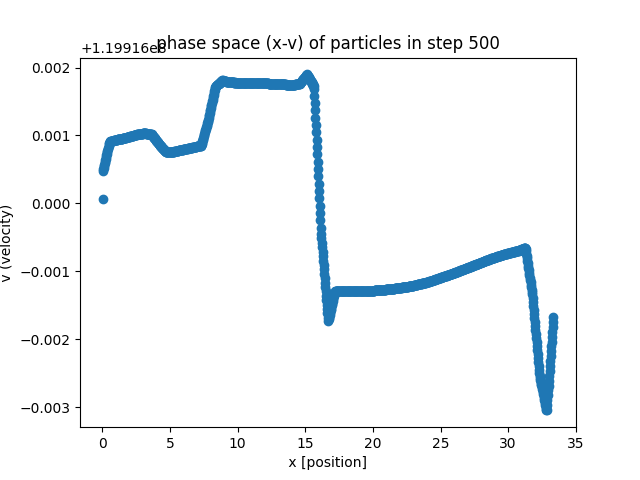 phase space (x-v) of particles in step 500
+1.19916e8
0.002
0.001
0.000
−0.001
−0.002
−0.003
v (velocity)
0 5 10 15 20 25 30 35
x [position]